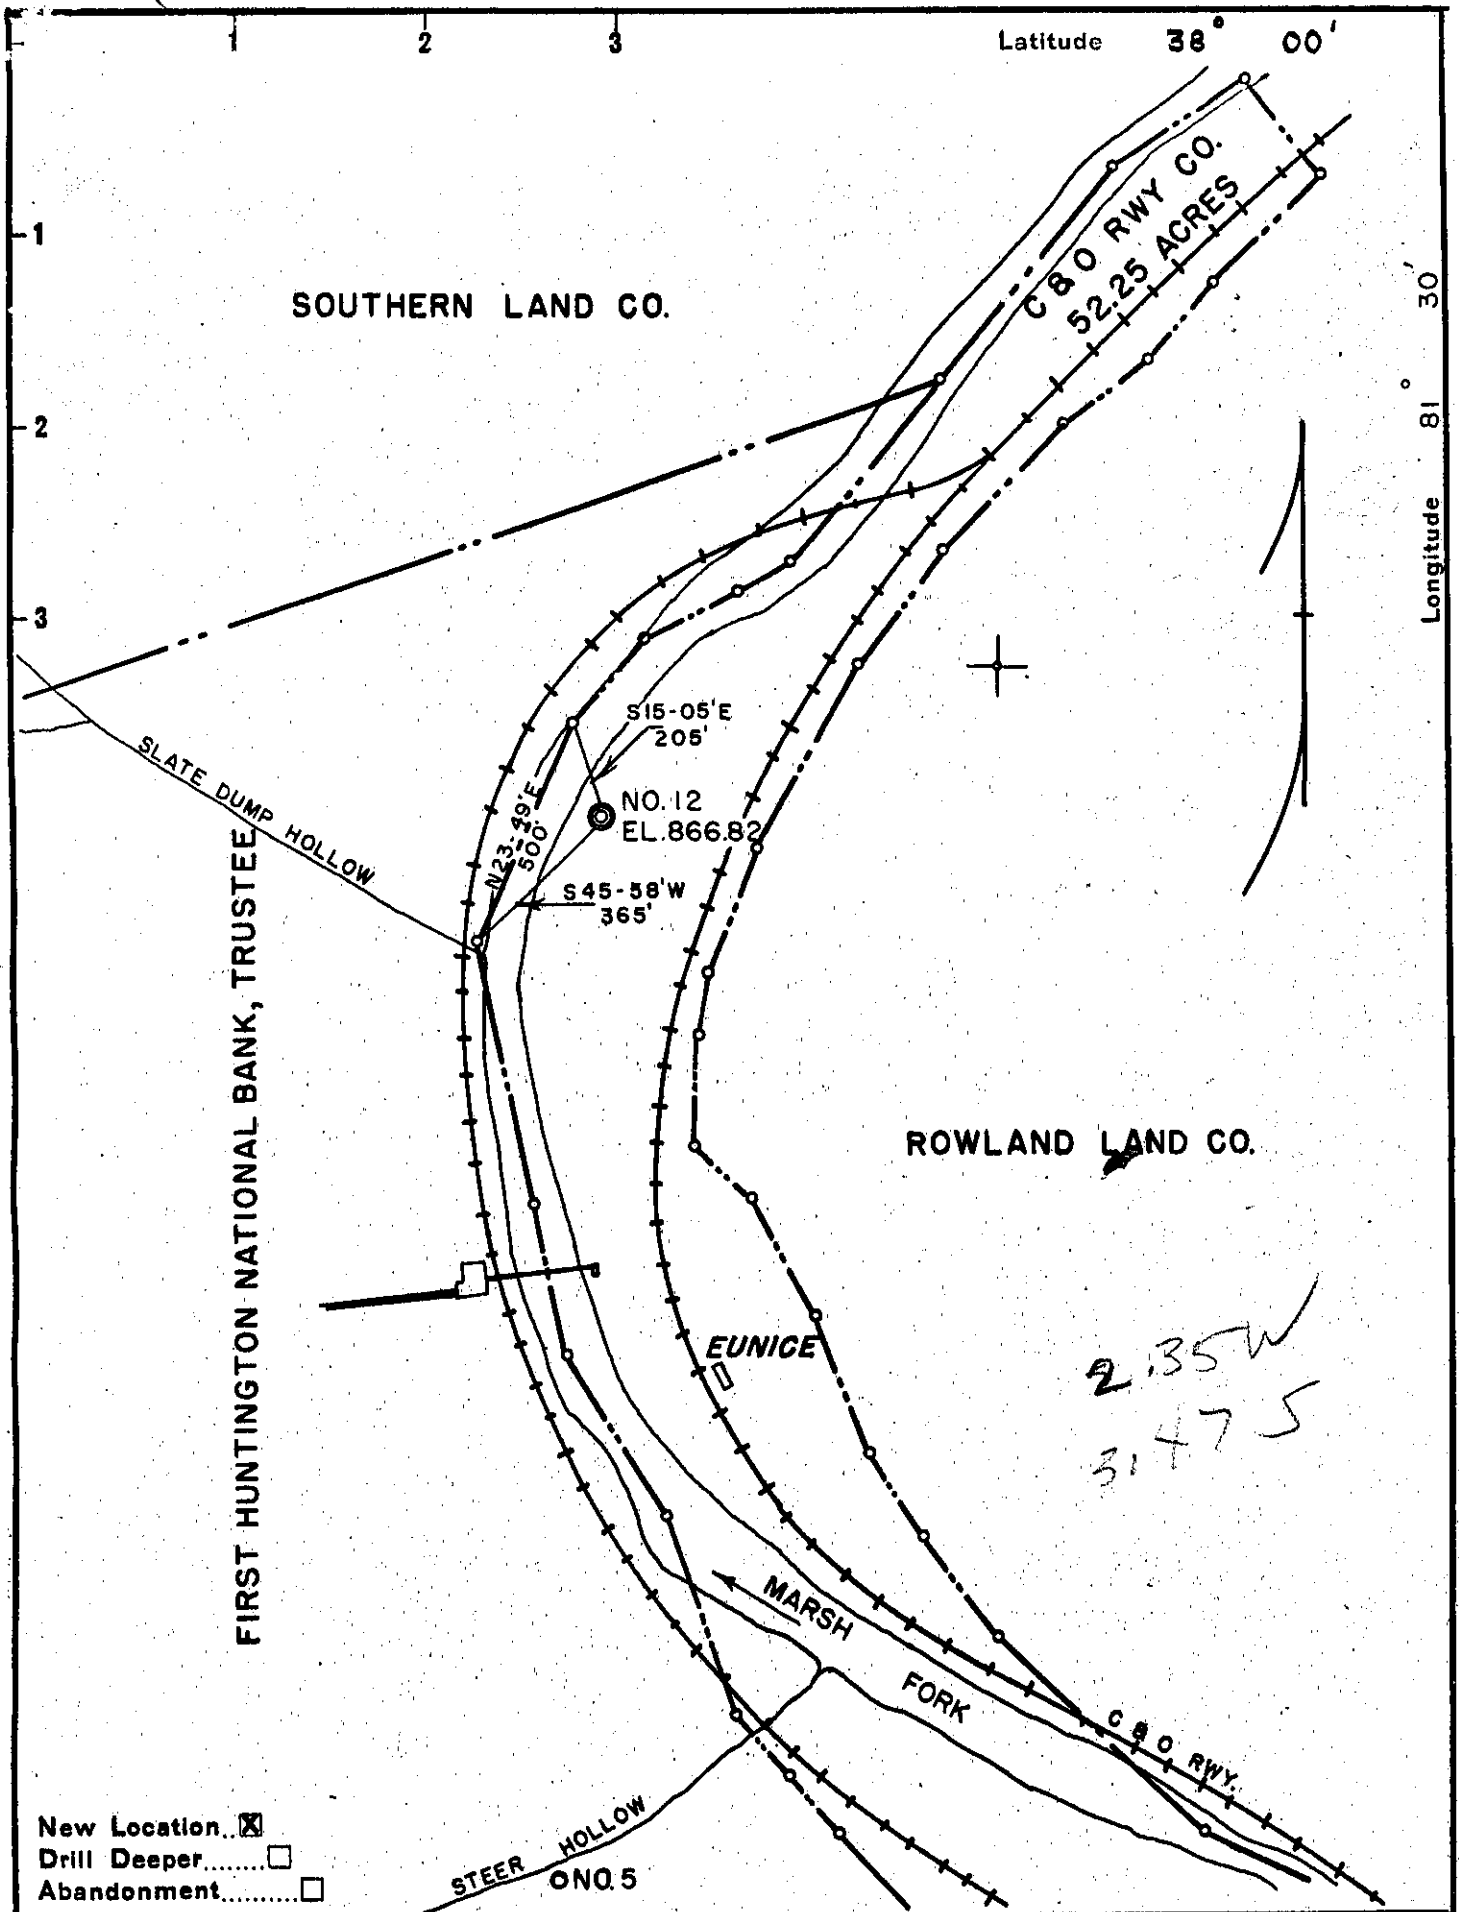 1 2 3
Latitude 38° 00'
1
2
3
C & O RWY CO.
52.25 ACRES
Longitude 81° 30'
SOUTHERN LAND CO.
S15-05'E
205'
SLATE DUMP HOLLOW
NO. 12
EL. 866.82
N23-49'E
500'
S45-58'W
365'
FIRST HUNTINGTON NATIONAL BANK, TRUSTEE
ROWLAND LAND CO.
EUNICE
2.35 W
3.47 S
MARSH
FORK
C & O RWY.
New Location..☒
Drill Deeper........☐
Abandonment..........☐
STEER HOLLOW
NO. 5